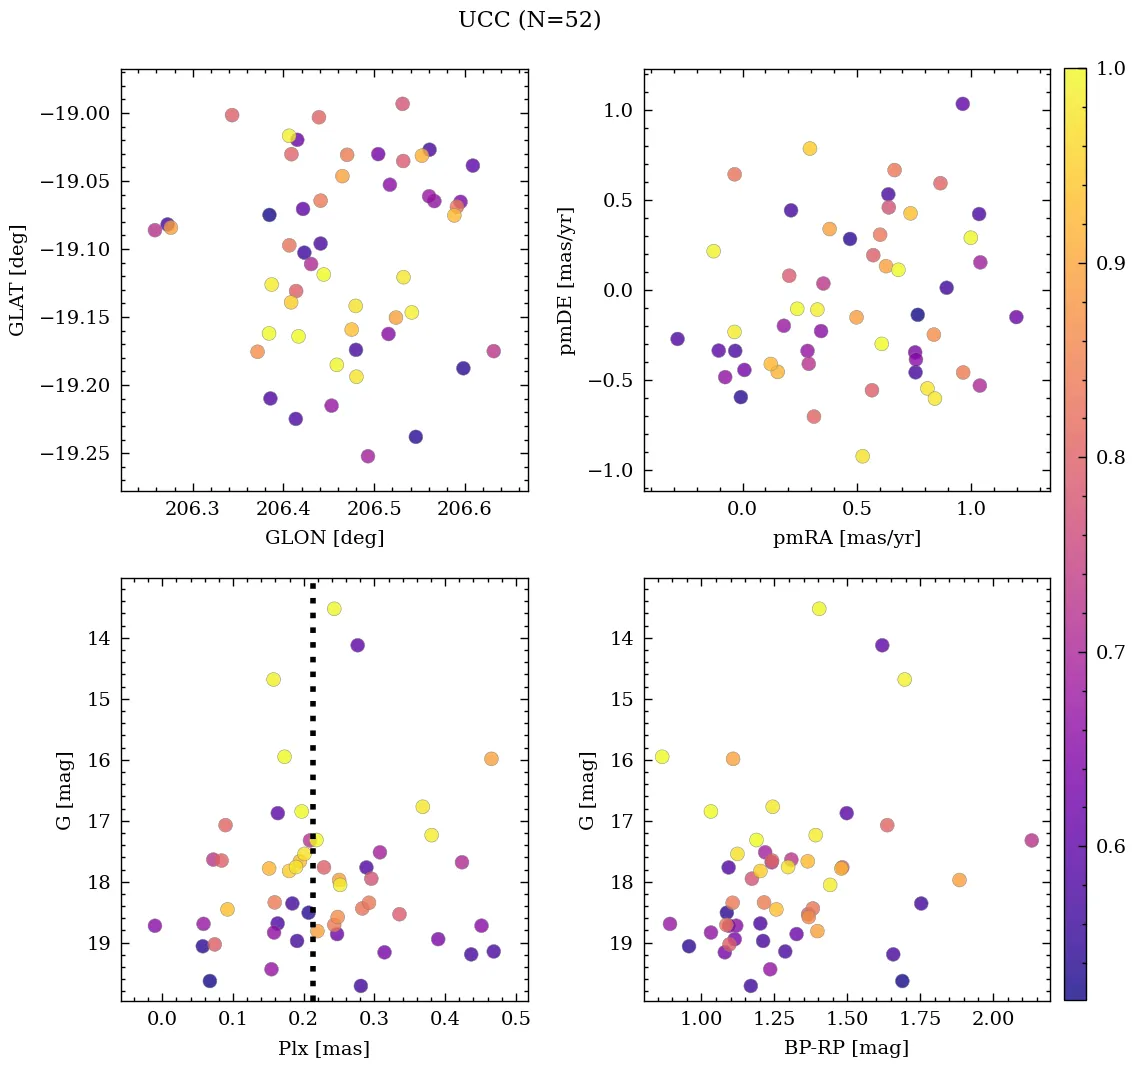 UCC (N=52)
−19.00
−19.05
−19.10
−19.15
−19.20
−19.25
GLAT [deg]
206.3 206.4 206.5 206.6
GLON [deg]
1.0
0.5
0.0
−0.5
−1.0
pmDE [mas/yr]
0.0 0.5 1.0
pmRA [mas/yr]
1.0
0.9
0.8
0.7
0.6
14
15
16
17
18
19
G [mag]
0.0 0.1 0.2 0.3 0.4 0.5
Plx [mas]
14
15
16
17
18
19
G [mag]
1.00 1.25 1.50 1.75 2.00
BP-RP [mag]